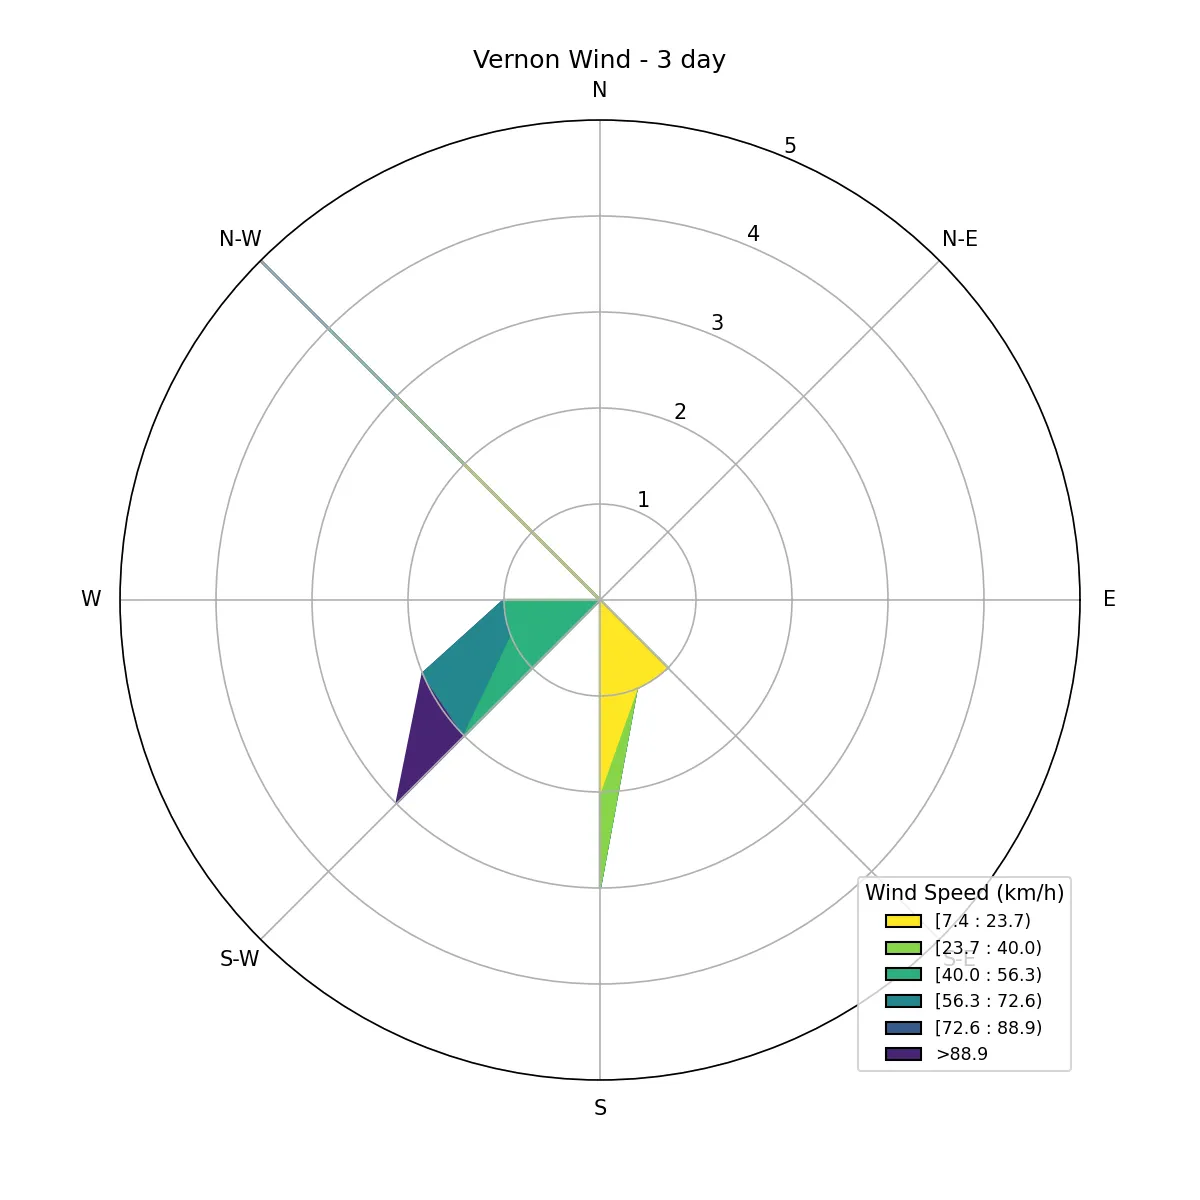 Vernon Wind - 3 day
N
5
N-W
N-E
4
3
2
1
W
E
S-W
S-E
S
Wind Speed (km/h)
[7.4 : 23.7)
[23.7 : 40.0)
[40.0 : 56.3)
[56.3 : 72.6)
[72.6 : 88.9)
>88.9